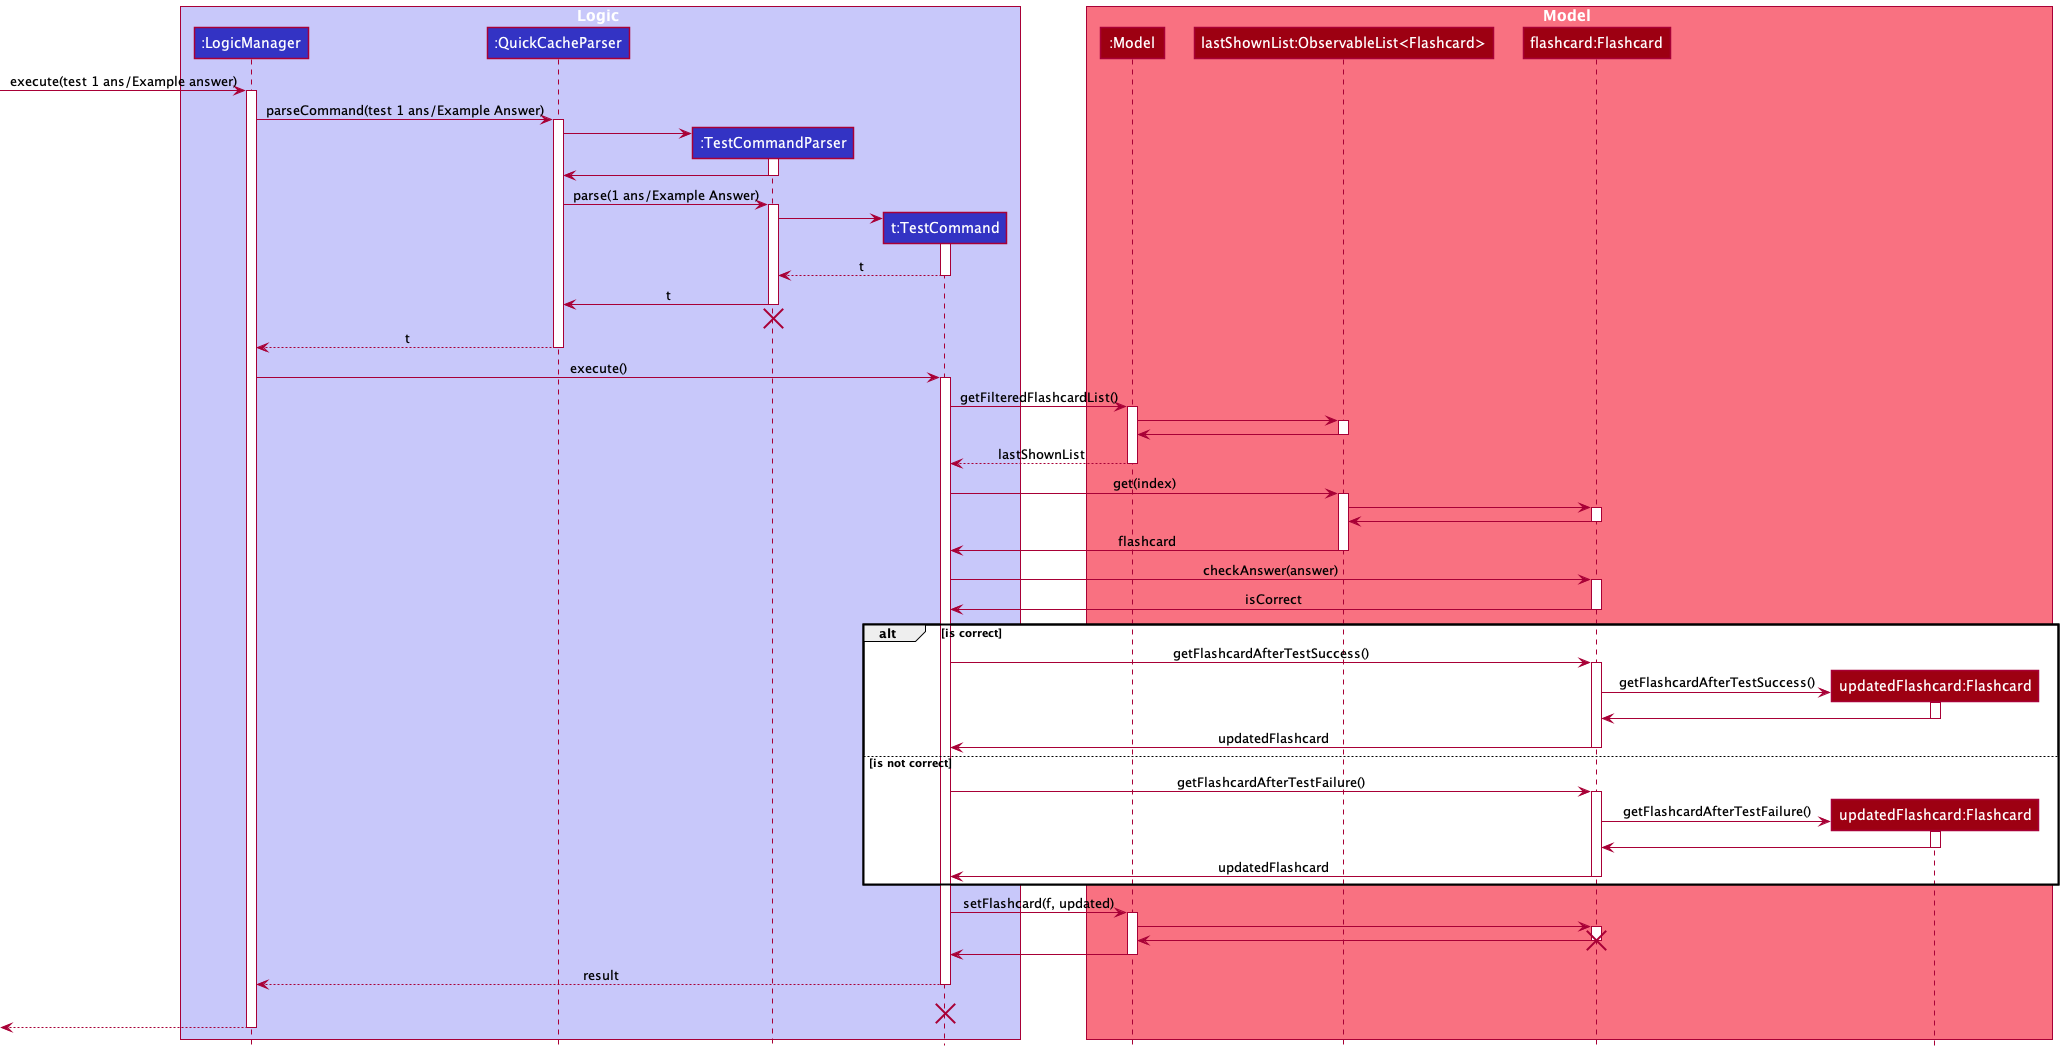 Logic
Model
:LogicManager
:QuickCacheParser
:Model
lastShownList:ObservableList<Flashcard>
flashcard:Flashcard
execute(test 1 ans/Example answer)
parseCommand(test 1 ans/Example Answer)
:TestCommandParser
parse(1 ans/Example Answer)
t:TestCommand
t
t
t
execute()
getFilteredFlashcardList()
lastShownList
get(index)
flashcard
checkAnswer(answer)
isCorrect
alt
[is correct]
getFlashcardAfterTestSuccess()
getFlashcardAfterTestSuccess()
updatedFlashcard:Flashcard
updatedFlashcard
[is not correct]
getFlashcardAfterTestFailure()
getFlashcardAfterTestFailure()
updatedFlashcard:Flashcard
updatedFlashcard
setFlashcard(f, updated)
result